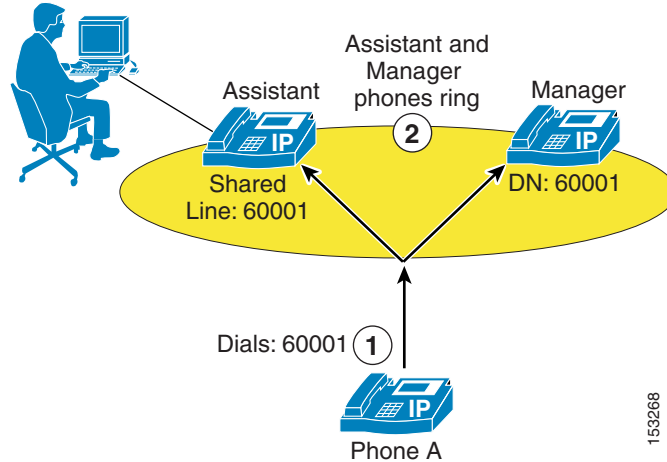 Assistant and
Manager
phones ring
2
Assistant
IP
Shared
Line: 60001
Manager
IP
DN: 60001
Dials: 60001 1
IP
Phone A
153268